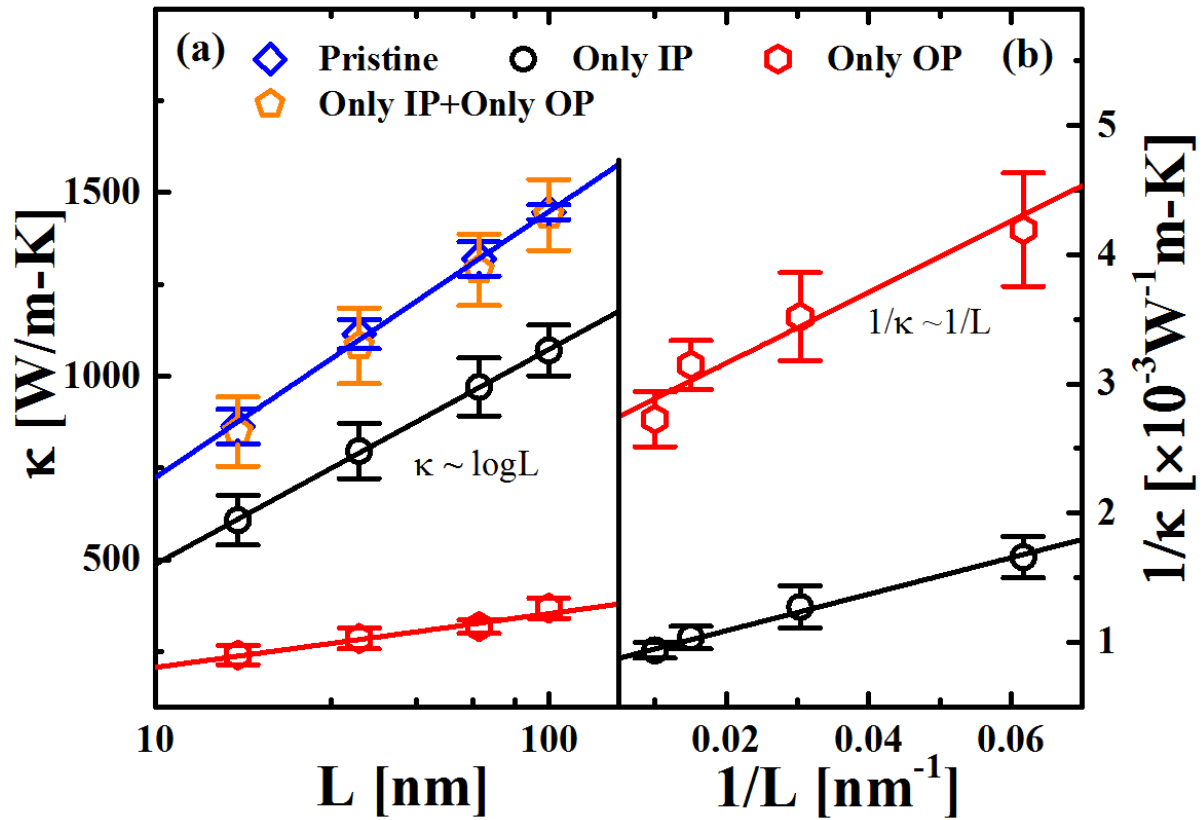 (a)
Pristine
Only IP
Only OP
(b)
Only IP+Only OP
κ [W/m-K]
1500
1000
500
κ ~ logL
10
100
L [nm]
1/κ ~1/L
0.02
0.04
0.06
1/L [nm⁻¹]
5
4
3
2
1
1/κ [×10⁻³W⁻¹m-K]